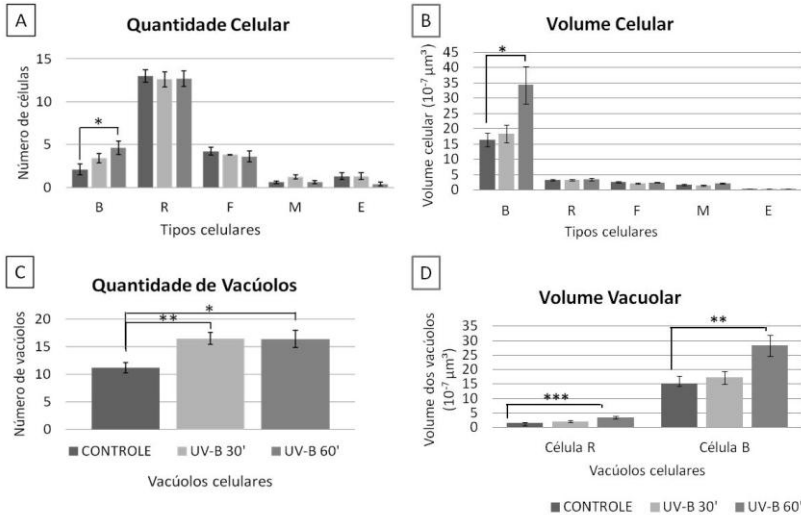 A
Quantidade Celular
Número de células
15
10
5
0
*
B R F M E
Tipos celulares
B
Volume Celular
Volume celular (10⁻⁷ µm³)
45
40
35
30
25
20
15
10
5
0
*
B R F M E
Tipos celulares
C
Quantidade de Vacúolos
Número de vacúolos
20
15
10
5
0
*
**
CONTROLE UV-B 30' UV-B 60'
Vacúolos celulares
D
Volume Vacuolar
Volume dos vacúolos
(10⁻⁷ µm³)
35
30
25
20
15
10
5
0
**
***
Célula R Célula B
Vacúolos celulares
CONTROLE UV-B 30' UV-B 60'